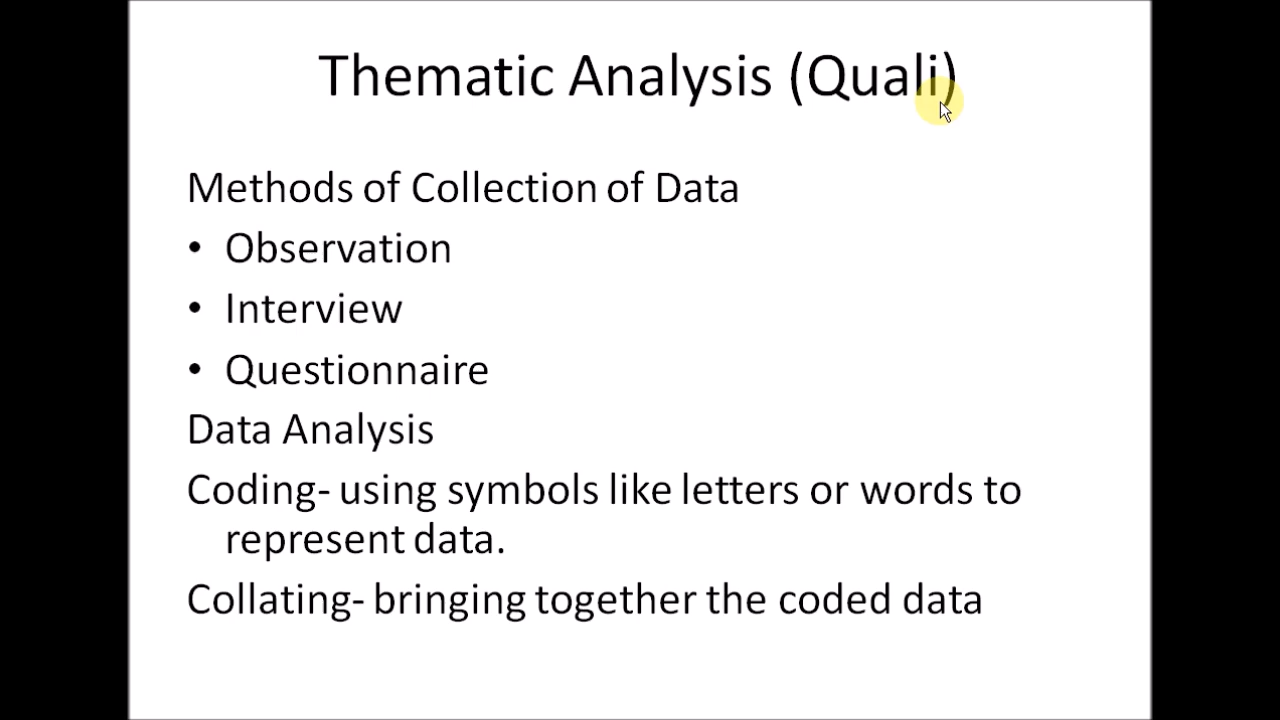 Thematic Analysis (Quali)
Methods of Collection of Data
• Observation
• Interview
• Questionnaire
Data Analysis
Coding- using symbols like letters or words to
represent data.
Collating- bringing together the coded data